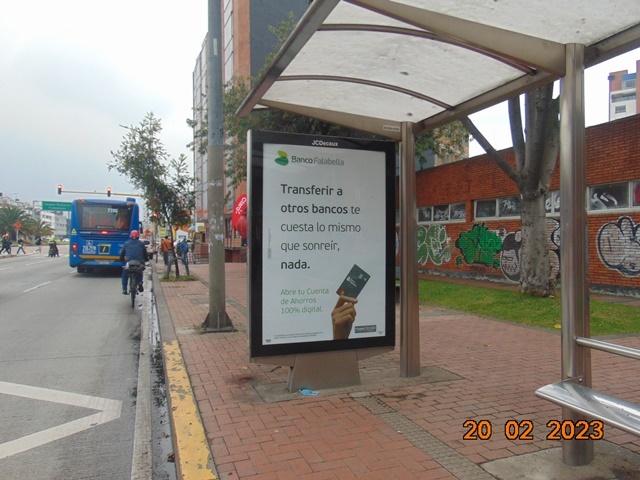 JCDecaux
Banco Falabella
Transferir a
otros bancos te
cuesta lo mismo
que sonreír,
nada.
Abre tu Cuenta
de Ahorros
100% digital.
20 02 2023